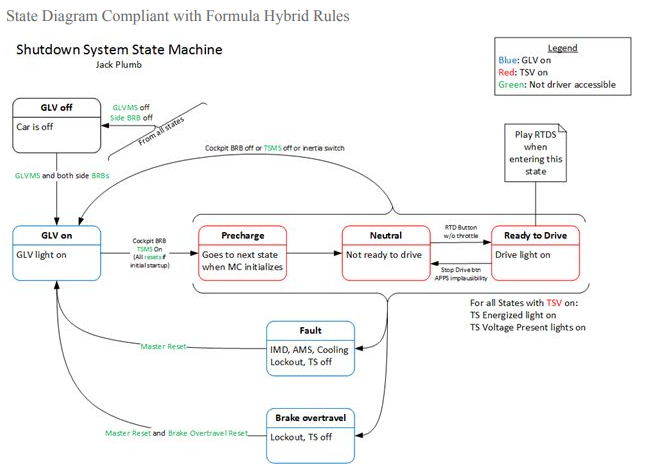 State Diagram Compliant with Formula Hybrid Rules
Shutdown System State Machine
Jack Plumb
Legend
Blue: GLV on
Red: TSV on
Green: Not driver accessible
GLV off
Car is off
GLVMS off
Side BRB off
From all states
Play RTDS
when
entering this
state
Cockpit BRB off or TSMS off or inertia switch
GLVMS and both side BRBs
GLV on
GLV light on
Cockpit BRB
TSMS On
(All resets if
initial startup)
Precharge
Goes to next state
when MC initializes
Neutral
Not ready to drive
RTD Button
w/o throttle
Stop Drive btn
APPS implausibility
Ready to Drive
Drive light on
For all States with TSV on:
TS Energized light on
TS Voltage Present lights on
Fault
IMD, AMS, Cooling
Lockout, TS off
Master Reset
Brake overtravel
Lockout, TS off
Master Reset and Brake Overtravel Reset